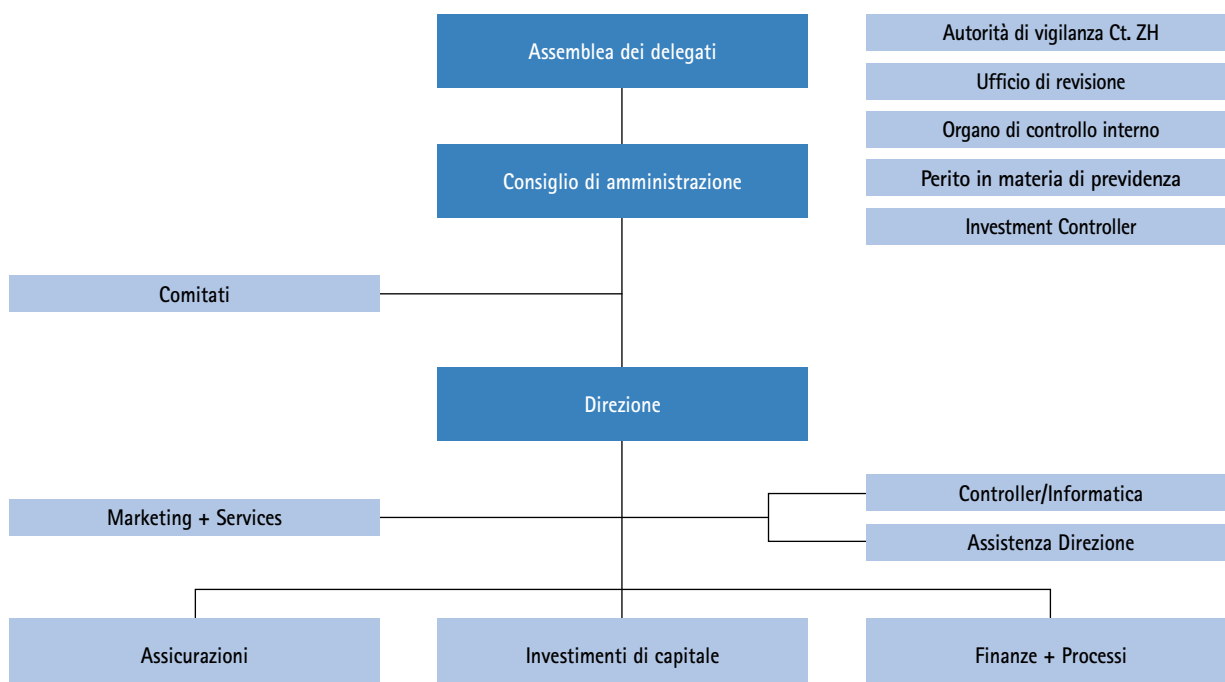 Assemblea dei delegati
Autorità di vigilanza Ct. ZH
Ufficio di revisione
Organo di controllo interno
Consiglio di amministrazione
Perito in materia di previdenza
Investment Controller
Comitati
Direzione
Marketing + Services
Controller/Informatica
Assistenza Direzione
Assicurazioni
Investimenti di capitale
Finanze + Processi